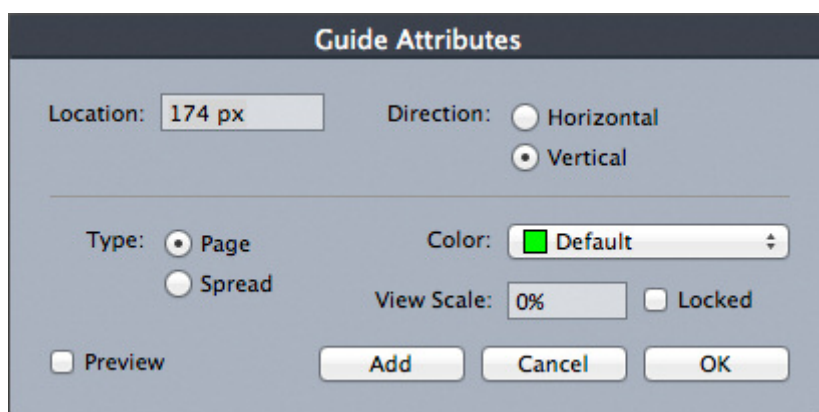 Guide Attributes
Location: 174 px Direction: Horizontal
Vertical
Type: Page Color: Default
Spread
View Scale: 0% Locked
Preview Add Cancel OK